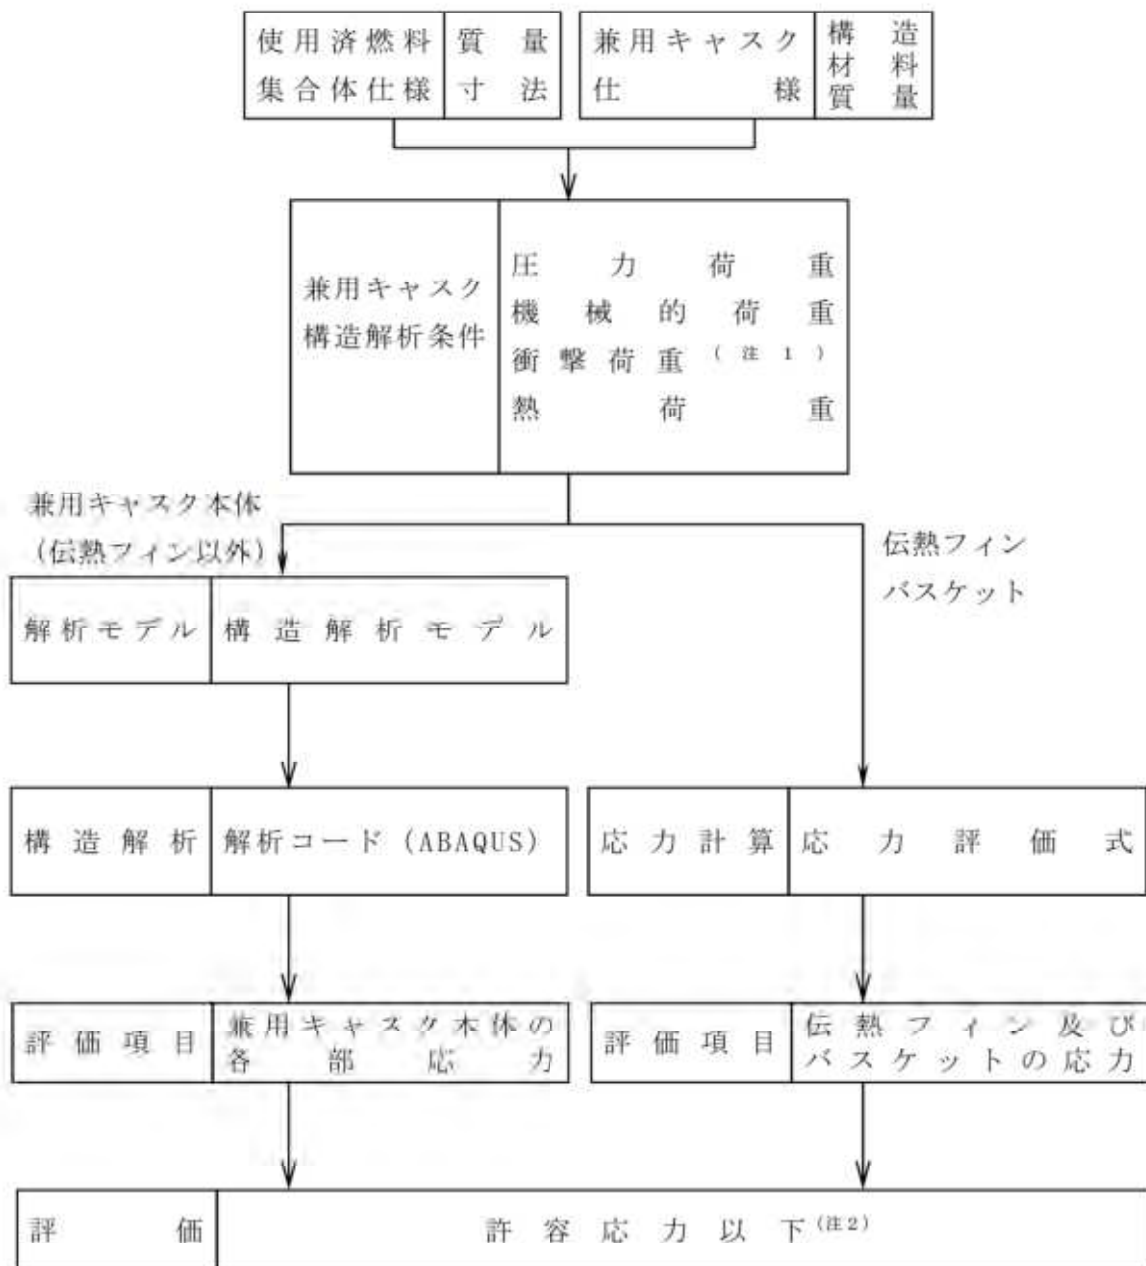 使用済燃料
集合体仕様
質量
寸法
兼用キャスク
仕様
構造
材料
質量
兼用キャスク
構造解析条件
圧力荷重
機械的荷重
衝撃荷重（注1）
熱荷重
兼用キャスク本体
(伝熱フィン以外)
伝熱フィン
バスケット
解析モデル
構造解析モデル
構造解析
解析コード(ABAQUS)
応力計算
応力評価式
評価項目
兼用キャスク本体の
各部応力
評価項目
伝熱フィン及び
バスケットの応力
評価
許容応力以下(注2)